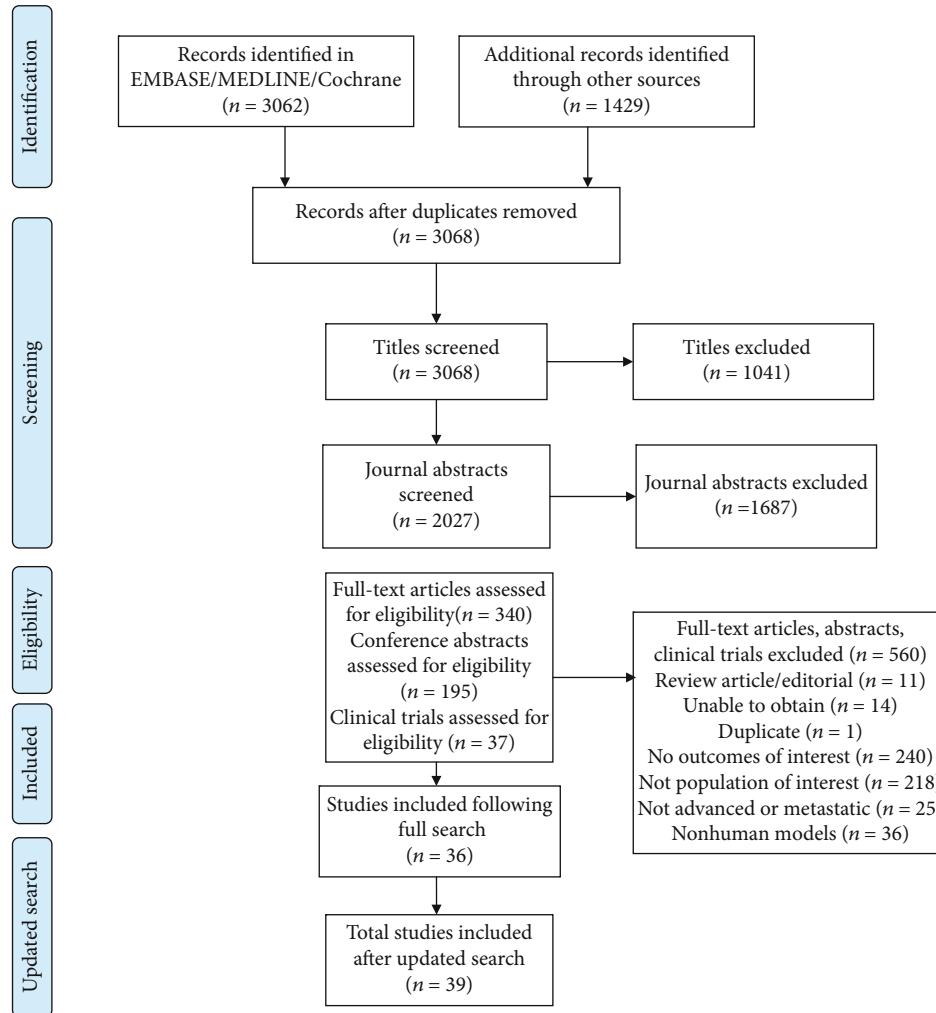 Identification
Records identified in
EMBASE/MEDLINE/Cochrane
(n = 3062)
Additional records identified
through other sources
(n = 1429)
Records after duplicates removed
(n = 3068)
Screening
Titles screened
(n = 3068)
Titles excluded
(n = 1041)
Journal abstracts
screened
(n = 2027)
Journal abstracts excluded
(n =1687)
Eligibility
Full-text articles assessed
for eligibility(n = 340)
Conference abstracts
assessed for eligibility
(n = 195)
Clinical trials assessed for
eligibility (n = 37)
Full-text articles, abstracts,
clinical trials excluded (n = 560)
Review article/editorial (n = 11)
Unable to obtain (n = 14)
Duplicate (n = 1)
No outcomes of interest (n = 240)
Not population of interest (n = 218)
Not advanced or metastatic (n = 25
Nonhuman models (n = 36)
Included
Studies included following
full search
(n = 36)
Updated search
Total studies included
after updated search
(n = 39)